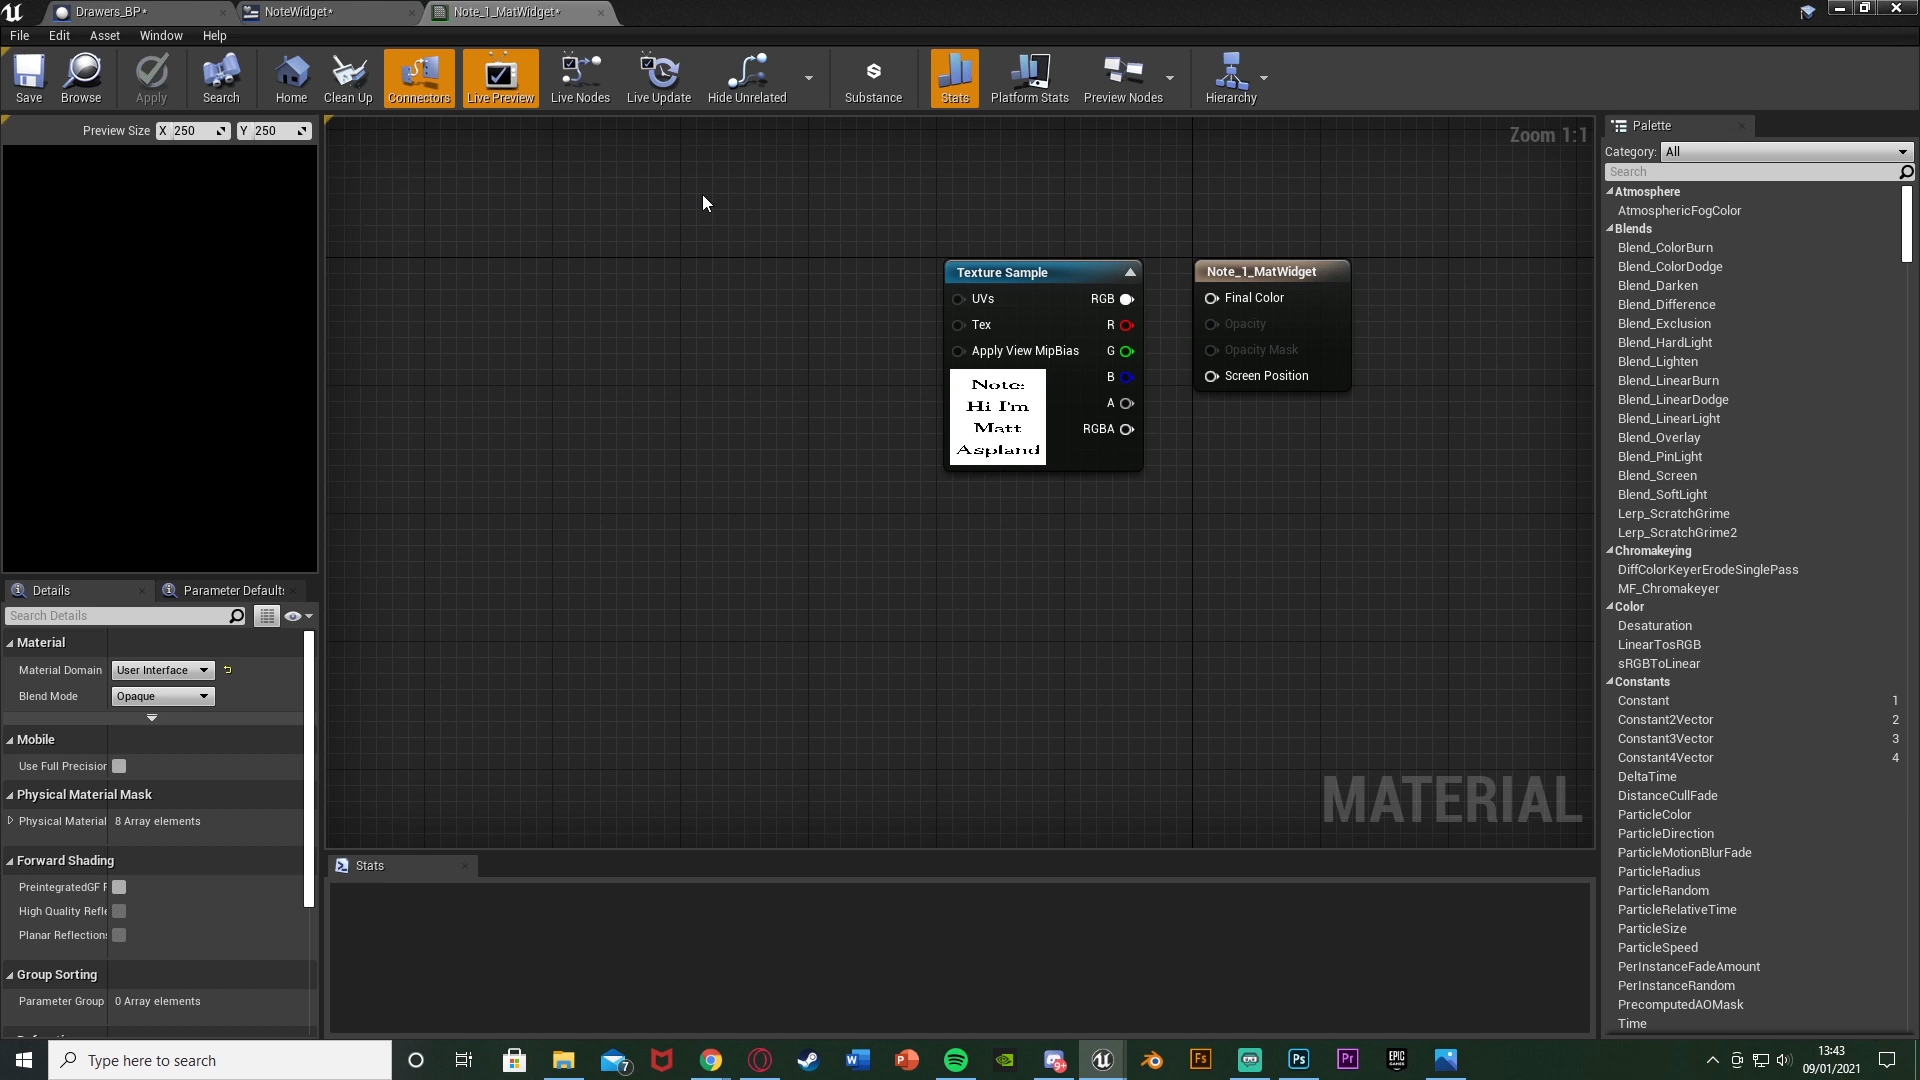 Drawers_BP*
NoteWidget*
Note_1_MatWidget*
File Edit Asset Window Help
Save
Browse
Apply
Search
Home
Clean Up
Connectors
Live Preview
Live Nodes
Live Update
Hide Unrelated
Substance
Stats
Platform Stats
Preview Nodes
Hierarchy
Preview Size X 250 Y 250
Zoom 1:1
Texture Sample
UVs RGB
Tex R
Apply View MipBias G
B
A
RGBA
Note:
Hi I'm
Matt
Aspland
Note_1_MatWidget
Final Color
Opacity
Opacity Mask
Screen Position
MATERIAL
Details
Parameter Defaults
Search Details
Material
Material Domain User Interface
Blend Mode Opaque
Mobile
Use Full Precision
Physical Material Mask
Physical Material 8 Array elements
Forward Shading
PreintegratedGF F
High Quality Refle
Planar Reflections
Group Sorting
Parameter Group 0 Array elements
Stats
Palette
Category: All
Search
Atmosphere
AtmosphericFogColor
Blends
Blend_ColorBurn
Blend_ColorDodge
Blend_Darken
Blend_Difference
Blend_Exclusion
Blend_HardLight
Blend_Lighten
Blend_LinearBurn
Blend_LinearDodge
Blend_LinearLight
Blend_Overlay
Blend_PinLight
Blend_Screen
Blend_SoftLight
Lerp_ScratchGrime
Lerp_ScratchGrime2
Chromakeying
DiffColorKeyerErodeSinglePass
MF_Chromakeyer
Color
Desaturation
LinearTosRGB
sRGBToLinear
Constants
Constant 1
Constant2Vector 2
Constant3Vector 3
Constant4Vector 4
DeltaTime
DistanceCullFade
ParticleColor
ParticleDirection
ParticleMotionBlurFade
ParticleRadius
ParticleRandom
ParticleRelativeTime
ParticleSize
ParticleSpeed
PerInstanceFadeAmount
PerInstanceRandom
PrecomputedAOMask
Time
Type here to search
7
9+
Fs
Ps
Pr
EPIC
GAMES
13:43
09/01/2021